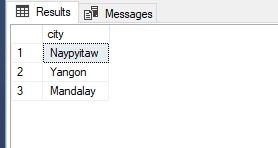 Results Messages
city
1 Naypyitaw
2 Yangon
3 Mandalay